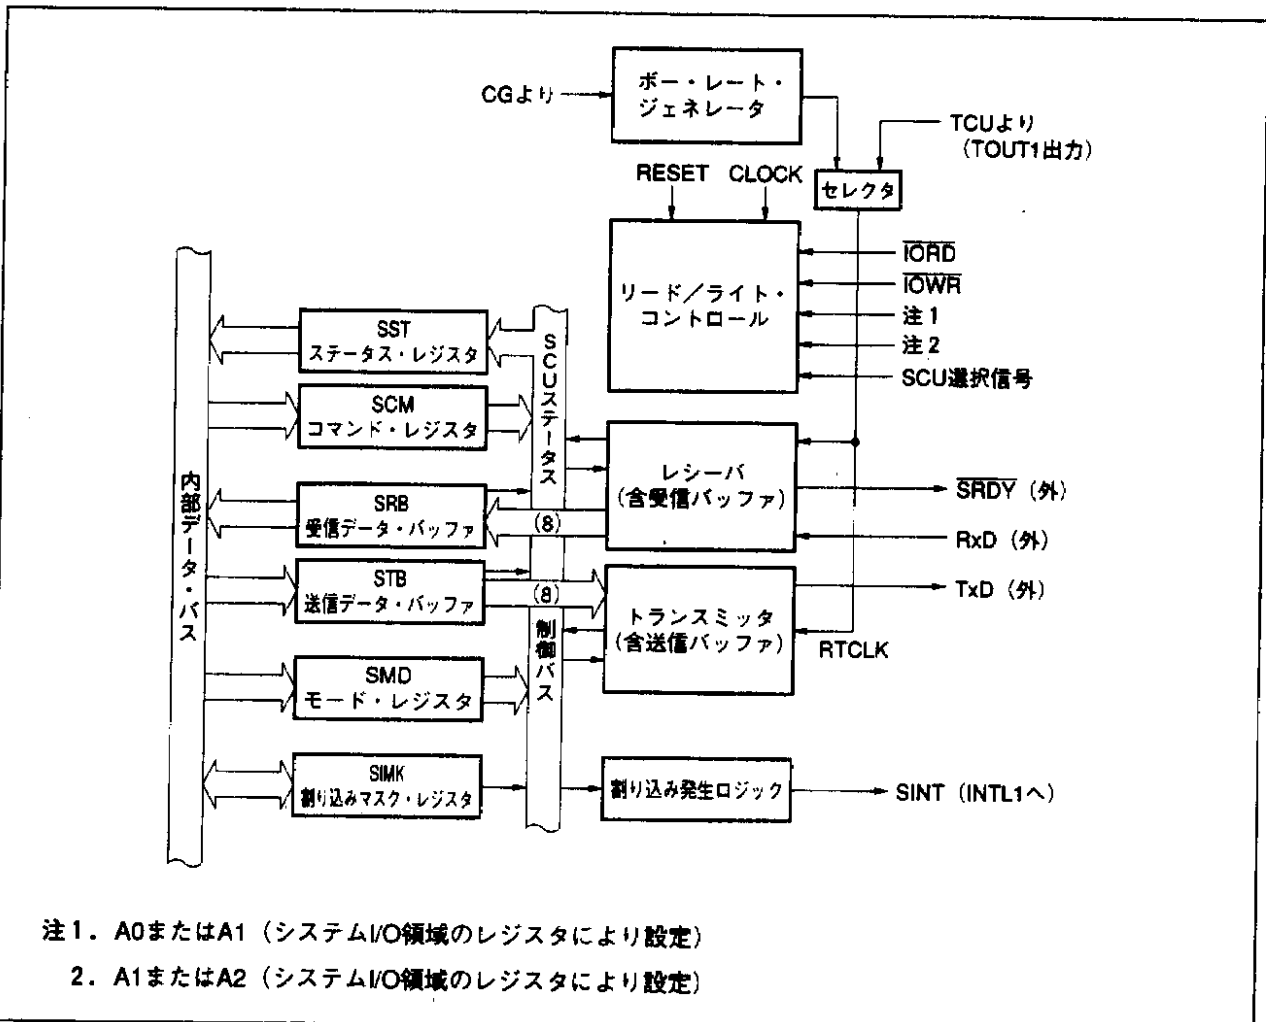 ボー・レート・
ジェネレータ
CGより
TCUより
(TOUT1出力)
RESET CLOCK
セレクタ
リード/ライト・
コントロール
IORD
IOWR
注1
注2
SCU選択信号
SST
ステータス・レジスタ
SCM
コマンド・レジスタ
SRB
受信データ・バッファ
STB
送信データ・バッファ
SMD
モード・レジスタ
SIMK
割り込みマスク・レジスタ
内部データ・バス
SCUステータス
(8)
(8)
制御バス
レシーバ
(含受信バッファ)
SRDY (外)
RxD (外)
トランスミッタ
(含送信バッファ)
TxD (外)
RTCLK
割り込み発生ロジック
SINT (INTL1へ)
注1. A0またはA1 (システムI/O領域のレジスタにより設定)
2. A1またはA2 (システムI/O領域のレジスタにより設定)